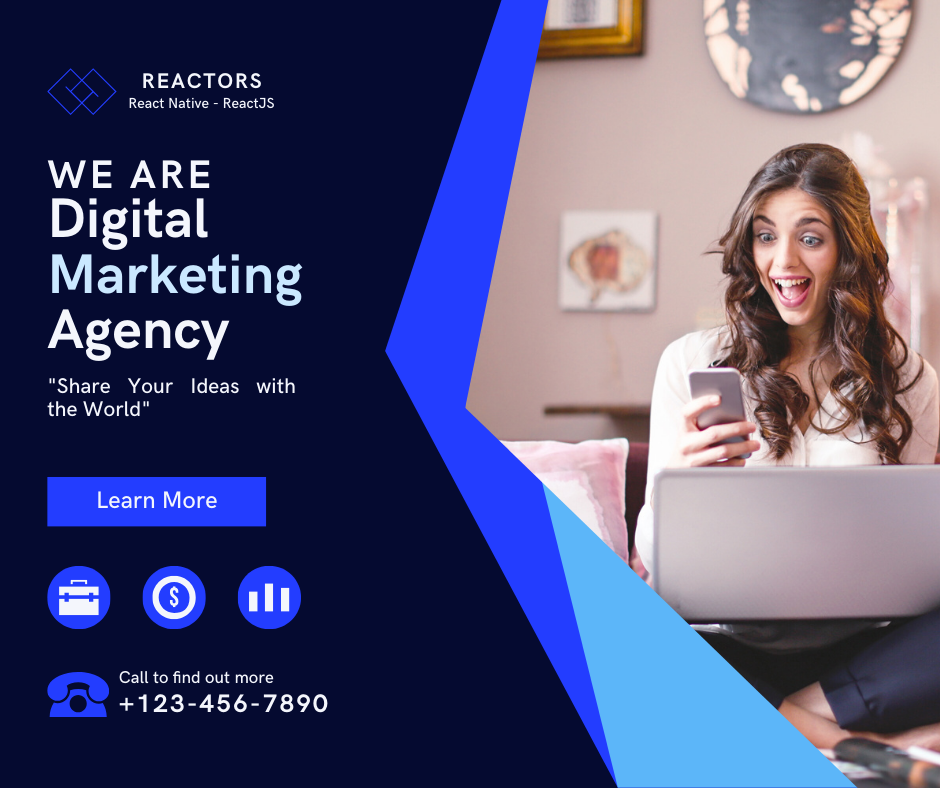 REACTORS
React Native - ReactJS
WE ARE
Digital
Marketing
Agency
"Share Your Ideas with
the World"
Learn More
$
Call to find out more
+123-456-7890